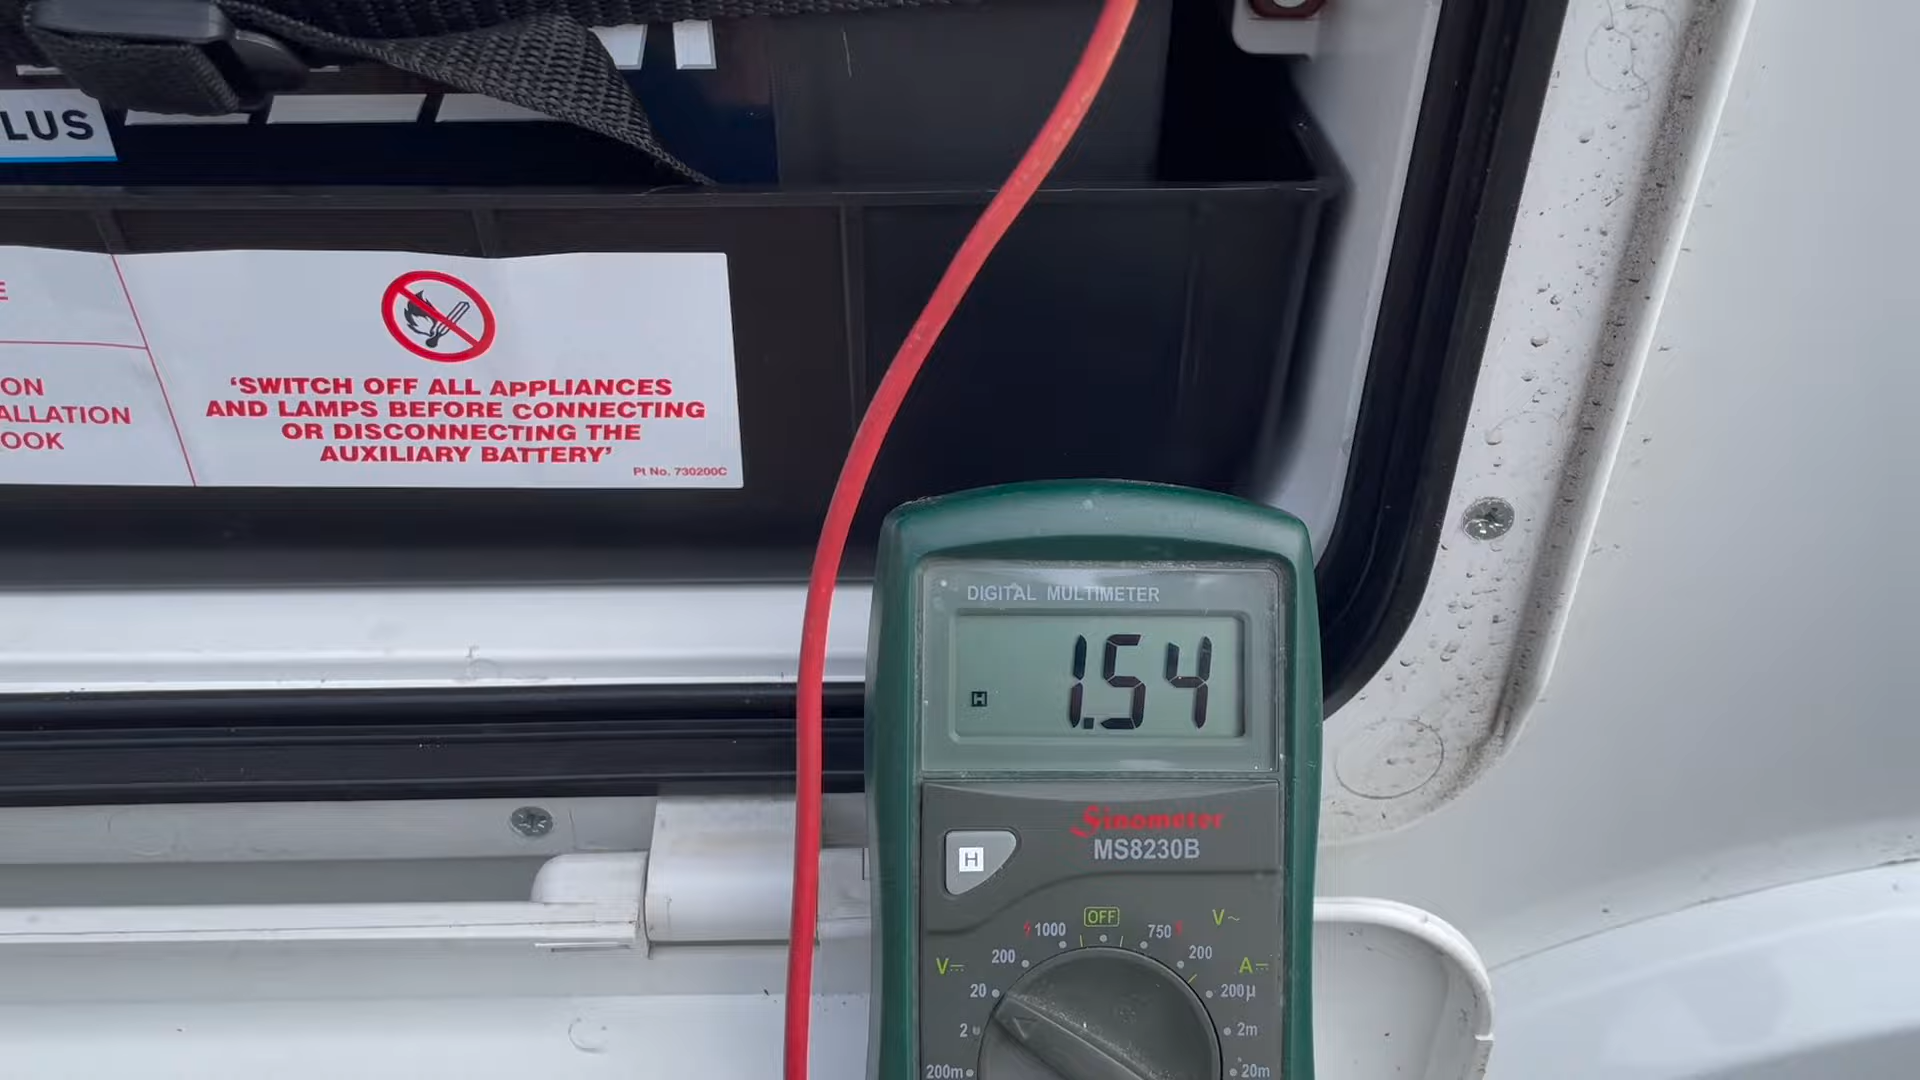 LUS
E
ON
ALLATION
OOK
‘SWITCH OFF ALL APPLIANCES
AND LAMPS BEFORE CONNECTING
OR DISCONNECTING THE
AUXILIARY BATTERY’
Pt No. 730200C
DIGITAL MULTIMETER
H 1.54
Sinometer
MS8230B
H
OFF
1000
750
V~
200
200
V⎓
A⎓
20
200µ
2
2m
200m
20m